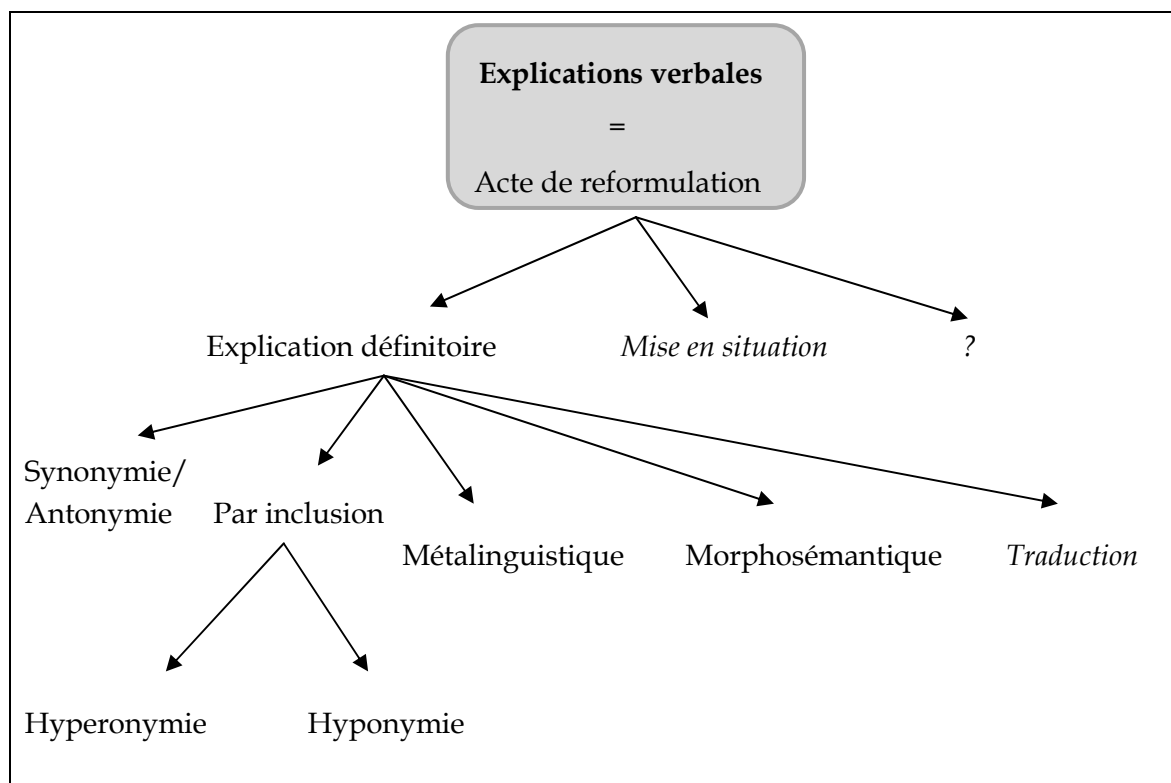 Explications verbales
=
Acte de reformulation
Explication définitoire
Mise en situation
?
Synonymie/
Antonymie
Par inclusion
Métalinguistique
Morphosémantique
Traduction
Hyperonymie
Hyponymie